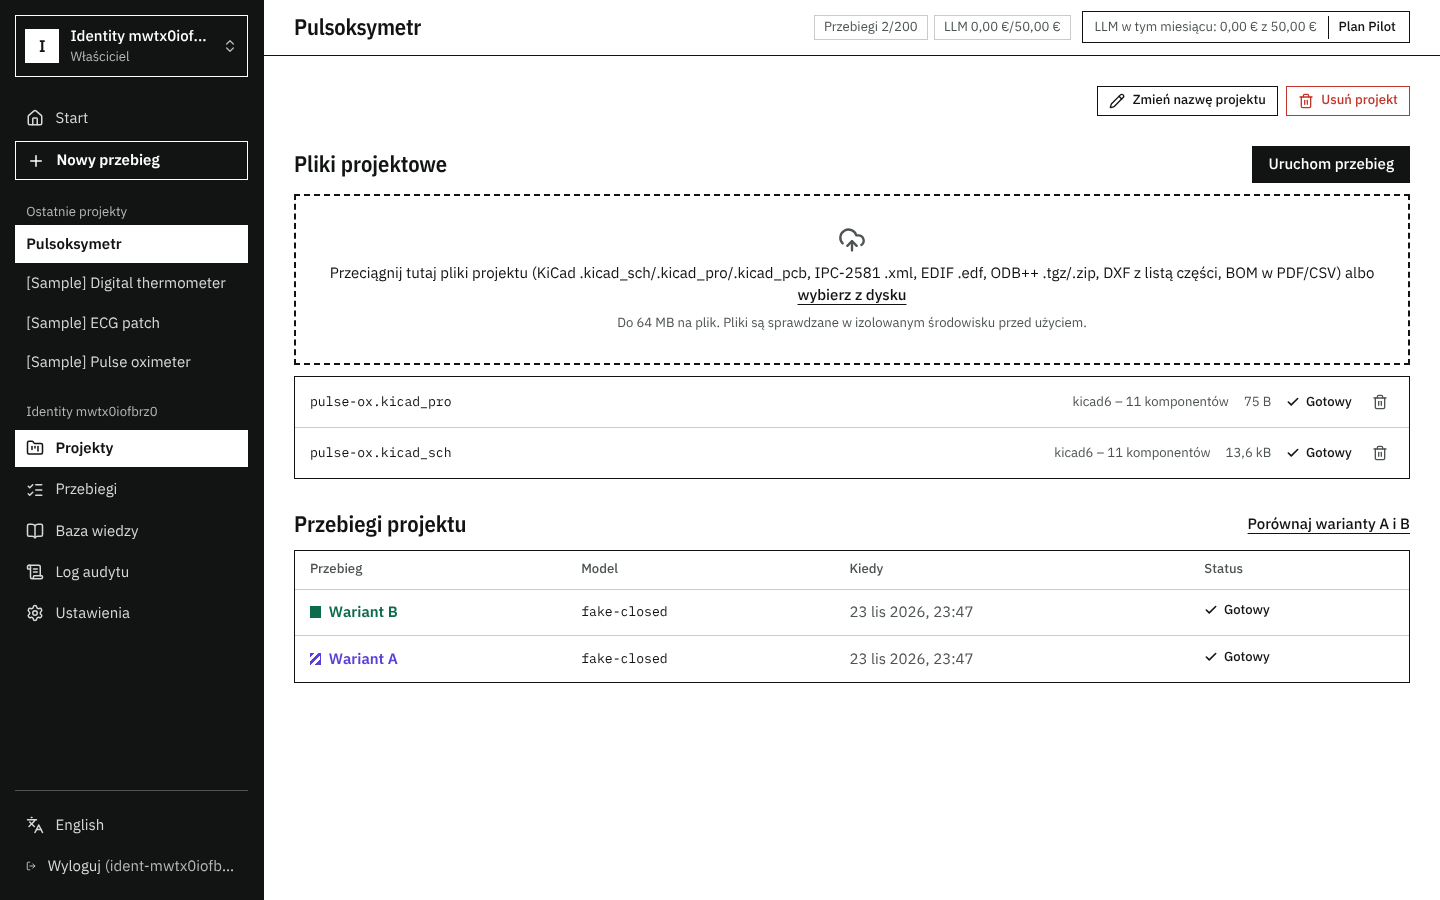 I
Identity mwtx0iof...
Właściciel
Start
Nowy przebieg
Ostatnie projekty
Pulsoksymetr
[Sample] Digital thermometer
[Sample] ECG patch
[Sample] Pulse oximeter
Identity mwtx0iofbrz0
Projekty
Przebiegi
Baza wiedzy
Log audytu
Ustawienia
English
Wyloguj (ident-mwtx0iofb...
Pulsoksymetr
Przebiegi 2/200
LLM 0,00 €/50,00 €
LLM w tym miesiącu: 0,00 € z 50,00 €
Plan Pilot
Zmień nazwę projektu
Usuń projekt
Pliki projektowe
Uruchom przebieg
Przeciągnij tutaj pliki projektu (KiCad .kicad_sch/.kicad_pro/.kicad_pcb, IPC-2581 .xml, EDIF .edf, ODB++ .tgz/.zip, DXF z listą części, BOM w PDF/CSV) albo
wybierz z dysku
Do 64 MB na plik. Pliki są sprawdzane w izolowanym środowisku przed użyciem.
pulse-ox.kicad_pro kicad6 – 11 komponentów 75 B Gotowy
pulse-ox.kicad_sch kicad6 – 11 komponentów 13,6 kB Gotowy
Przebiegi projektu
Porównaj warianty A i B
Przebieg Model Kiedy Status
Wariant B fake-closed 23 lis 2026, 23:47 Gotowy
Wariant A fake-closed 23 lis 2026, 23:47 Gotowy